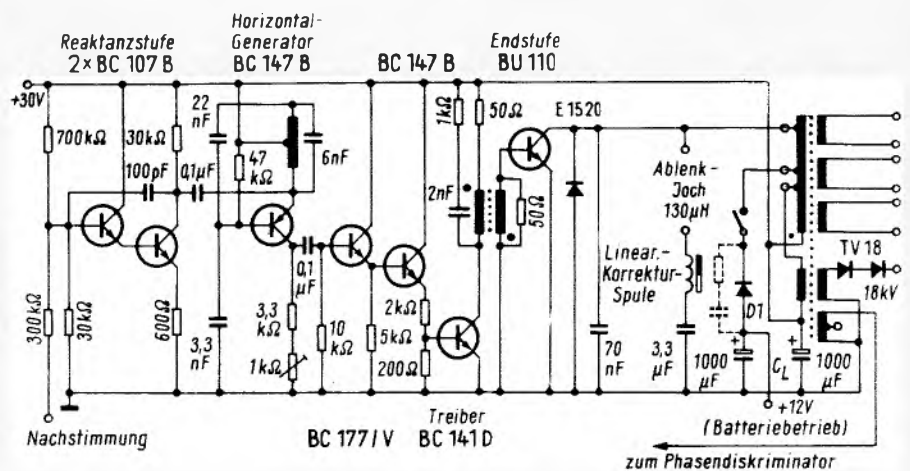 Reaktanzstufe
2× BC 107 B
Horizontal-
Generator
BC 147 B
BC 147 B
Endstufe
BU 110
+30V
22
nF
1kΩ
50Ω
E 1520
700kΩ
30kΩ
47
kΩ
6nF
100pF
0,1µF
2nF
50Ω
Ablenk-
Joch
130µH
Linear.-
Korrektur-
Spule
TV 18
18kV
D1
300kΩ
30kΩ
600Ω
3,3
nF
3,3
kΩ
1kΩ
0,1
µF
10
kΩ
5kΩ
2kΩ
200Ω
70
nF
3,3
µF
+
1000
µF
+
CL
1000
µF
Nachstimmung
Treiber
BC 177/V BC 141 D
+12V
(Batteriebetrieb)
zum Phasendiskriminator